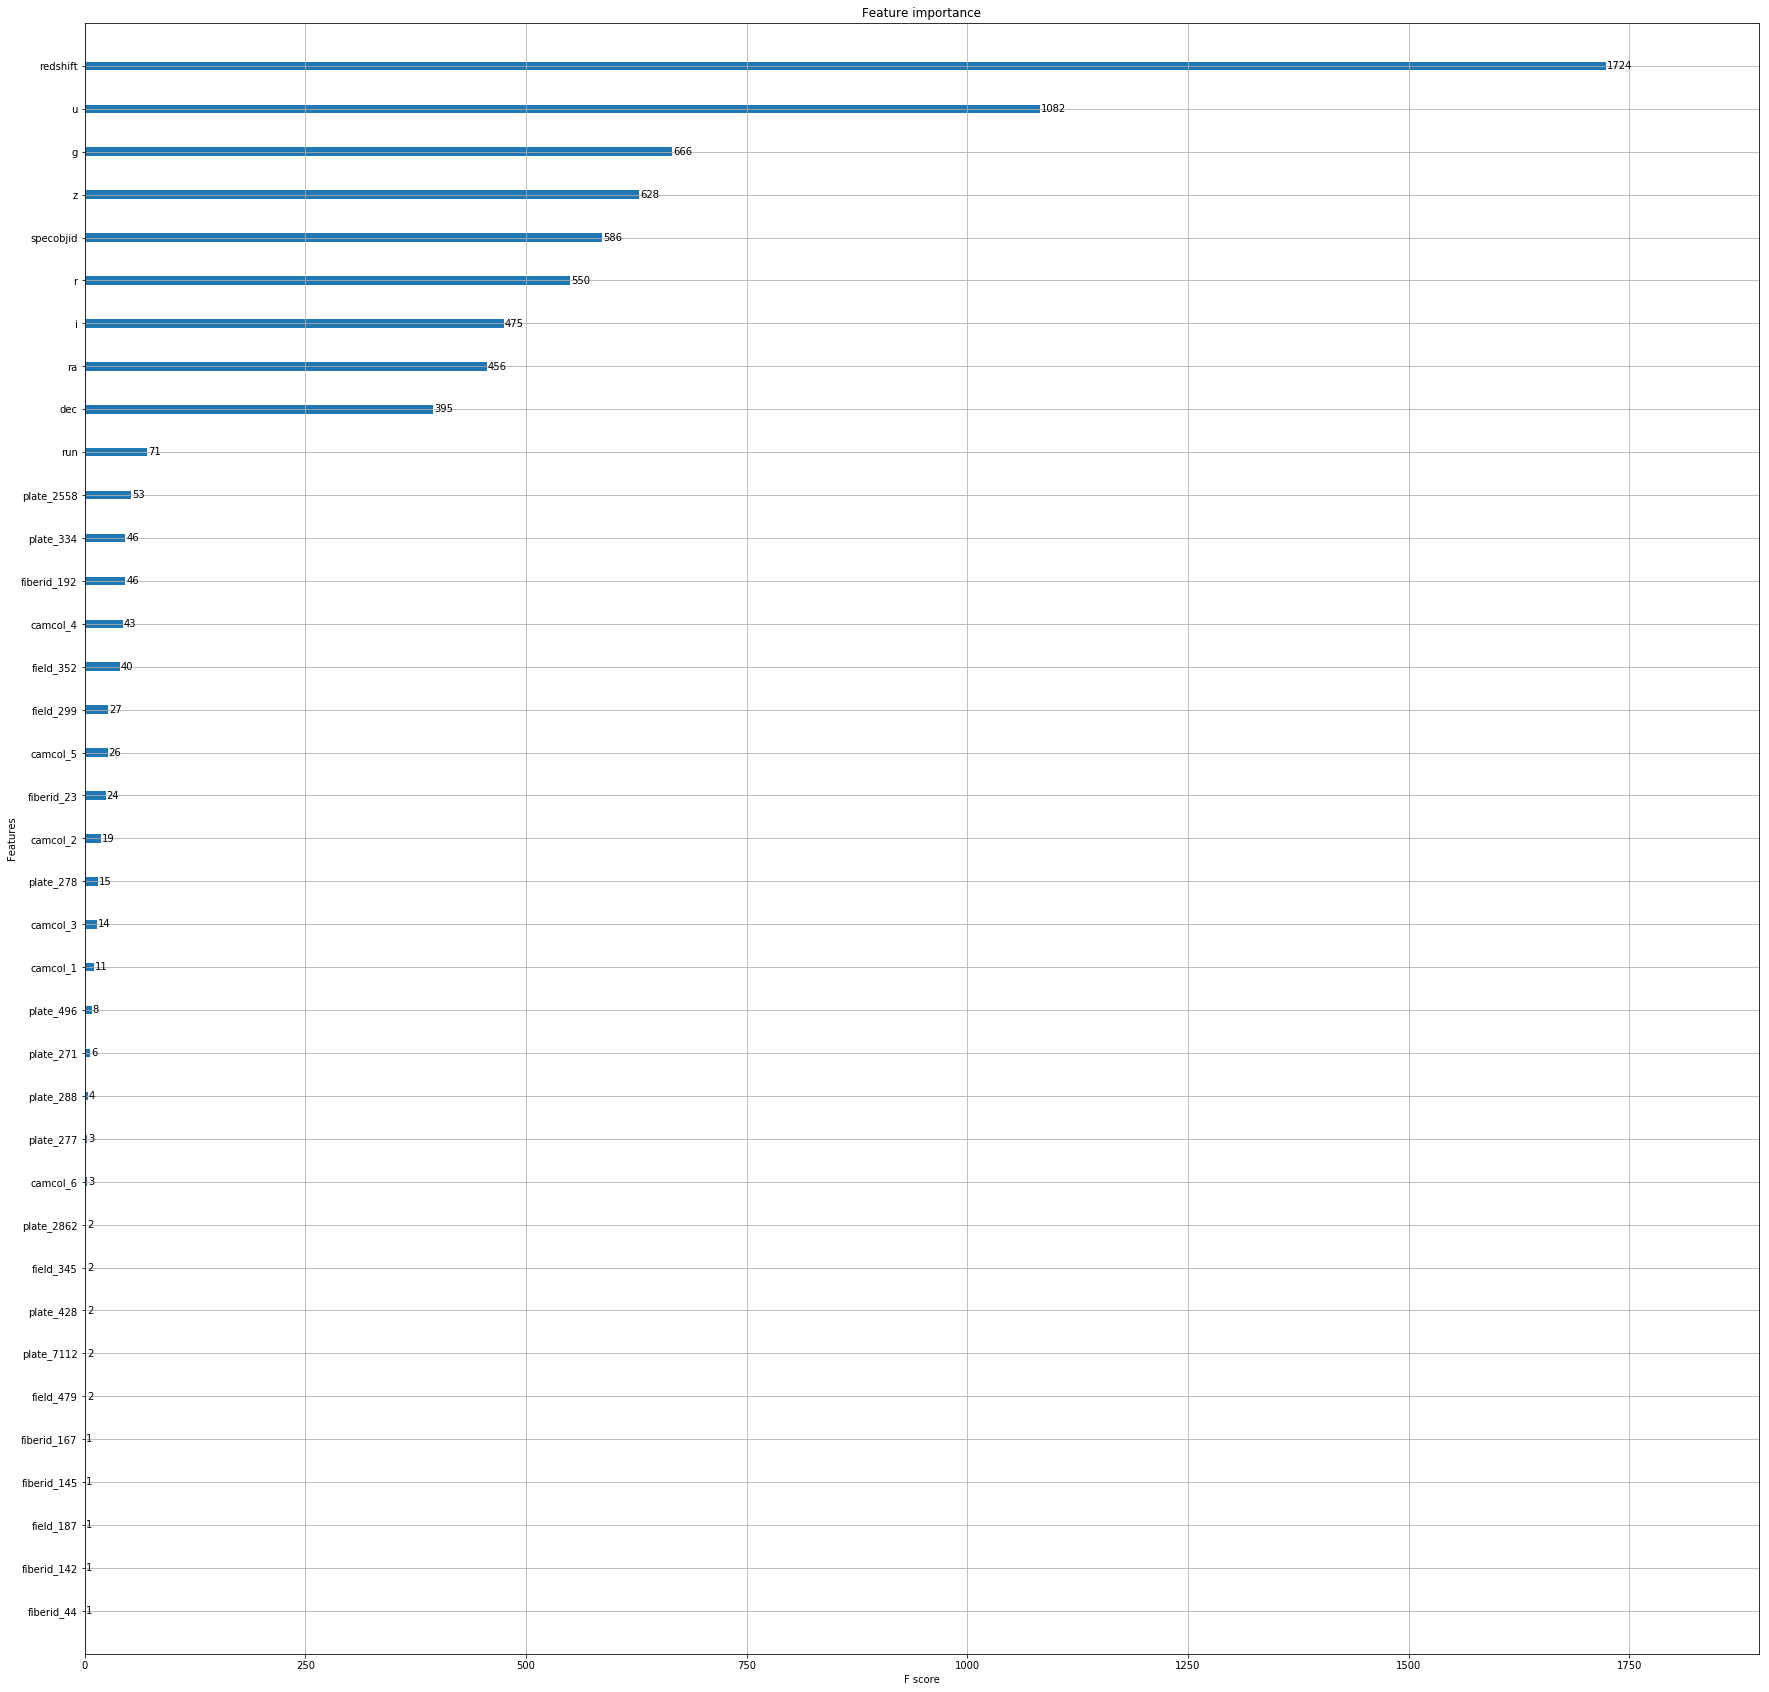 Feature importance
redshift 1724
u 1082
g 666
z 628
specobjid 586
r 550
i 475
ra 456
dec 395
run 71
plate_2558 53
plate_334 46
fiberid_192 46
camcol_4 43
field_352 40
field_299 27
camcol_5 26
fiberid_23 24
camcol_2 19
plate_278 15
camcol_3 14
camcol_1 11
plate_496 8
plate_271 6
plate_288 4
plate_277 3
camcol_6 3
plate_2862 2
field_345 2
plate_428 2
plate_7112 2
field_479 2
fiberid_167 1
fiberid_145 1
field_187 1
fiberid_142 1
fiberid_44 1
Features
0 250 500 750 1000 1250 1500 1750
F score